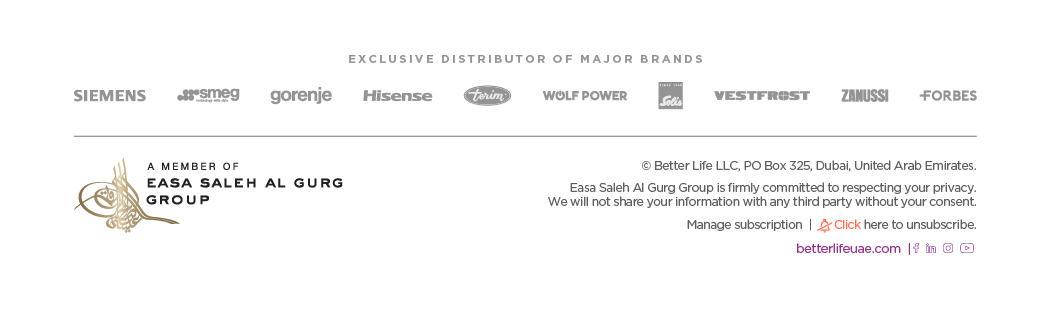 EXCLUSIVE DISTRIBUTOR OF MAJOR BRANDS
SIEMENS smeg gorenje Hisense terim WOLF POWER Solis VESTFROST ZANUSSI FORBES
A MEMBER OF
EASA SALEH AL GURG
GROUP
© Better Life LLC, PO Box 325, Dubai, United Arab Emirates.
Easa Saleh Al Gurg Group is firmly committed to respecting your privacy.
We will not share your information with any third party without your consent.
Manage subscription | Click here to unsubscribe.
betterlifeuae.com |